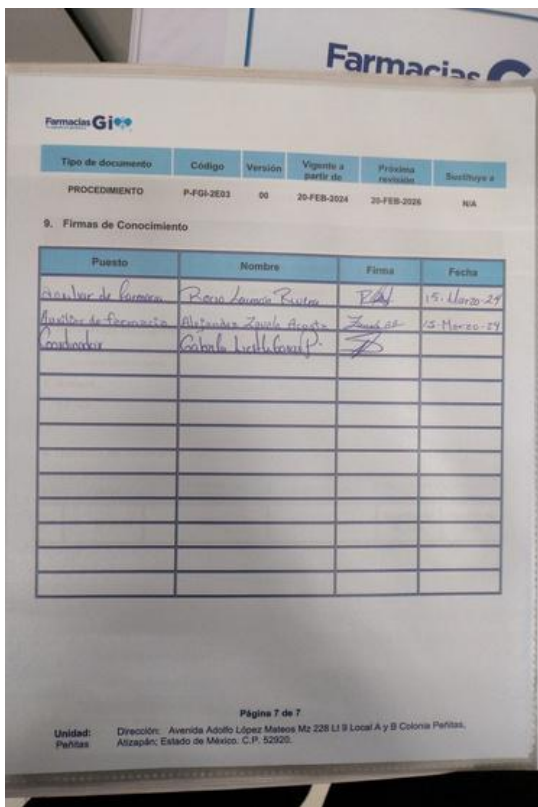 Farmacias G
Farmacias Gi
Tipo de documento Código Versión Vigente a partir de Próxima revisión Sustituye a
PROCEDIMIENTO P-FGI-2E03 00 20-FEB-2024 20-FEB-2026 N/A
9. Firmas de Conocimiento
Puesto Nombre Firma Fecha
Auxiliar de farmacia Rocio Rivera 15-Marzo-24
Auxiliar de farmacia Alejandra Zavala Acosta 15-Marzo-24
Coordinador Gabriela
Página 7 de 7
Unidad: Dirección: Avenida Adolfo López Mateos Mz 228 Lt 9 Local A y B Colonia Peñitas,
Peñitas Atizapán; Estado de México. C.P. 52920.